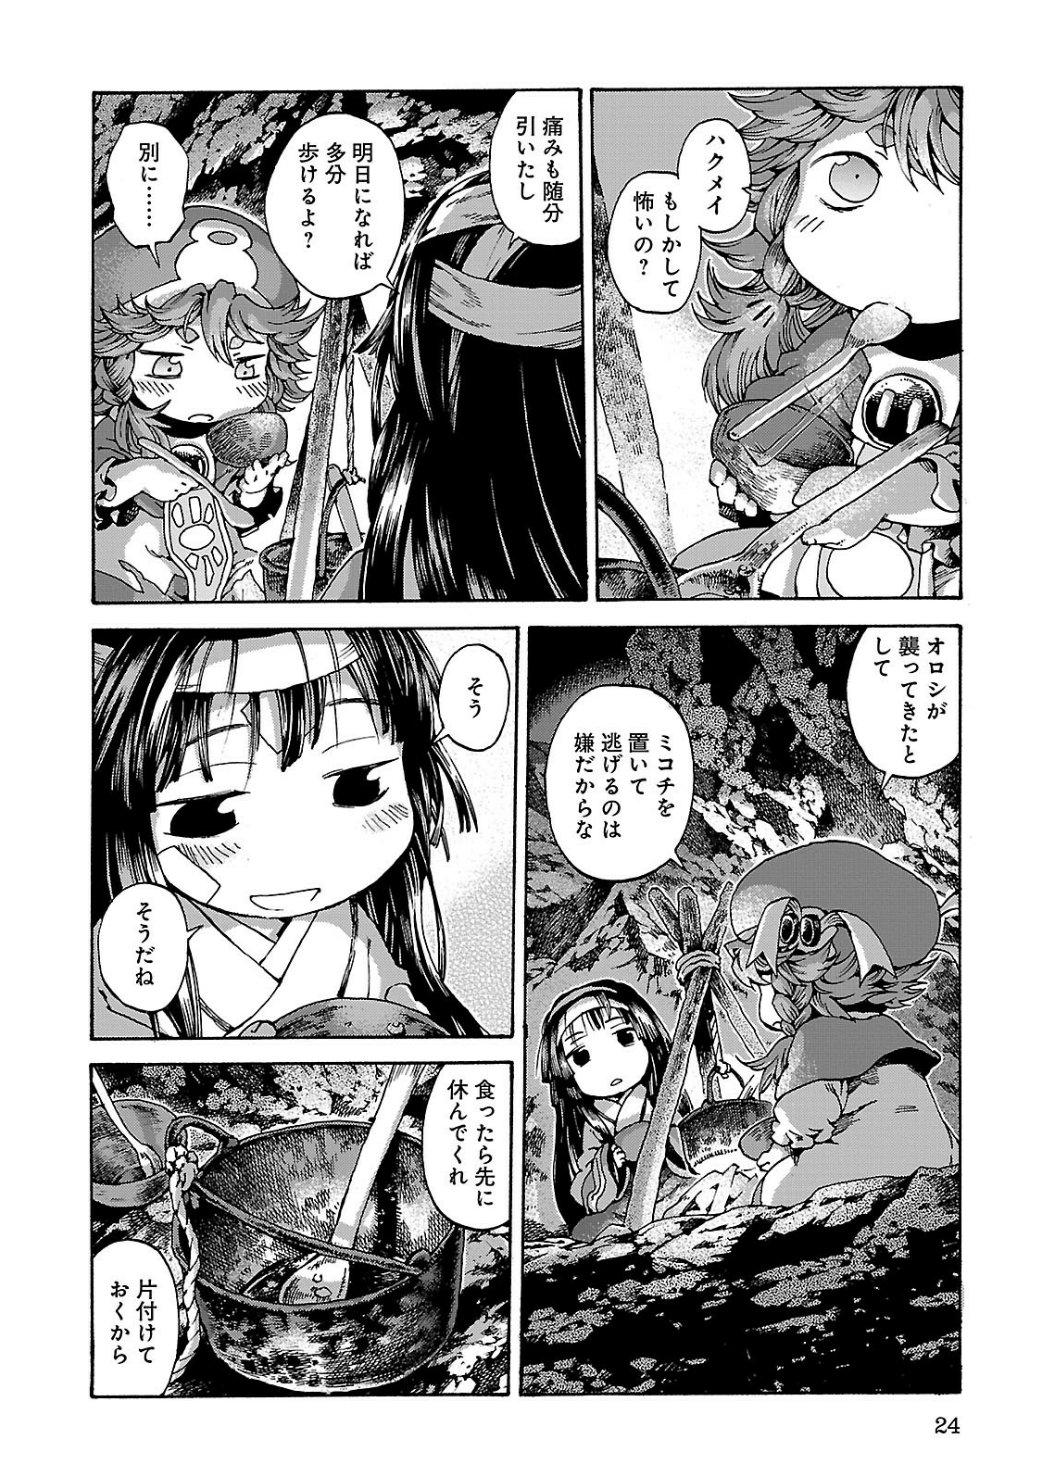 ハクメイ
もしかして
怖いの？
痛みも随分
引いたし
明日になれば
多分
歩けるよ？
別に……
オロシが
襲ってきたと
して
ミコチを
置いて
逃げるのは
嫌だからな
そう
そうだね
食ったら先に
休んでくれ
片付けて
おくから
24